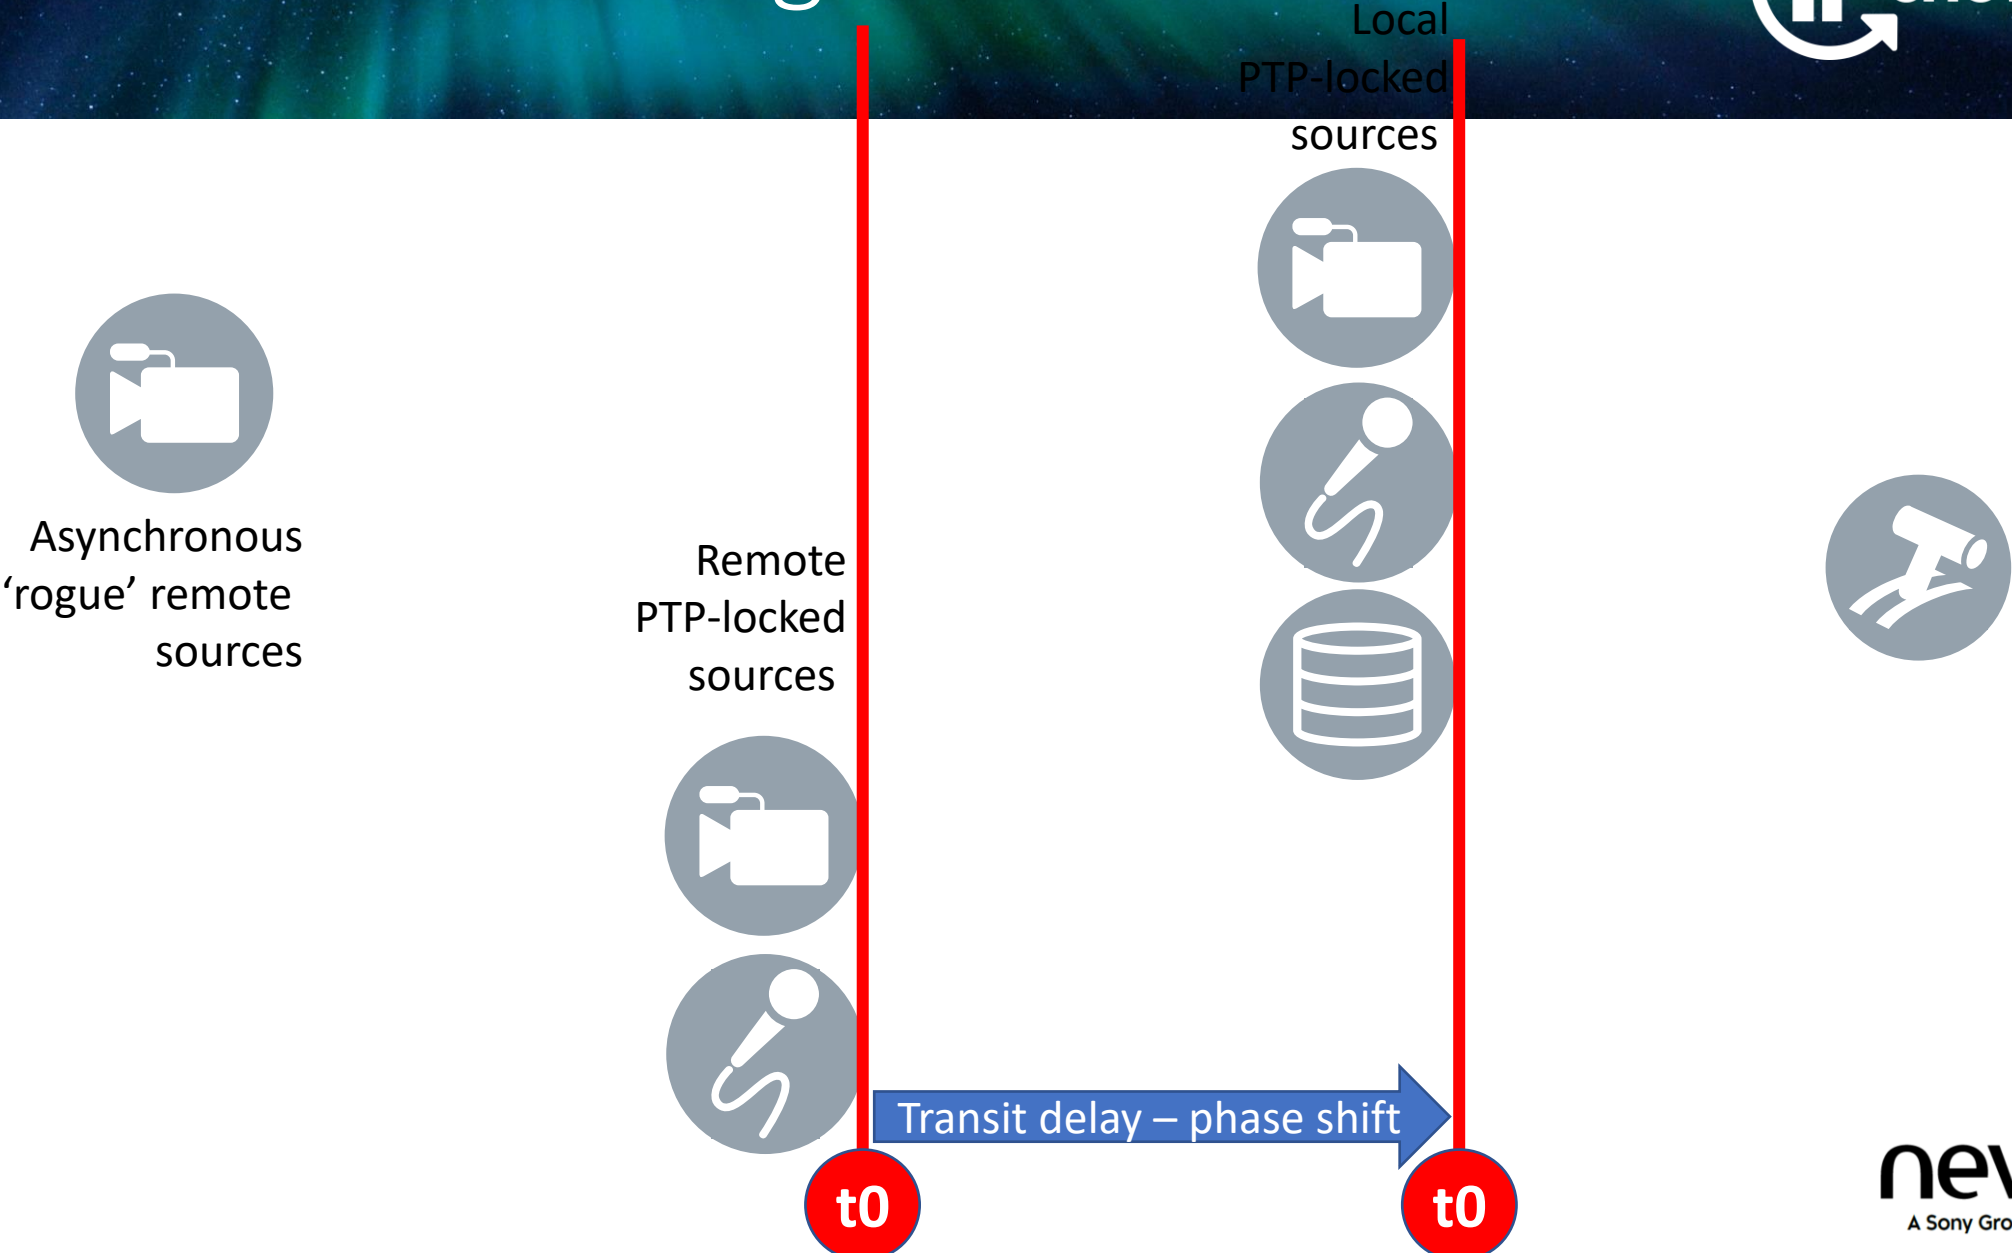 Local
PTP-locked
sources
Asynchronous
‘rogue’ remote
sources
Remote
PTP-locked
sources
Transit delay – phase shift
t0
t0
A Sony